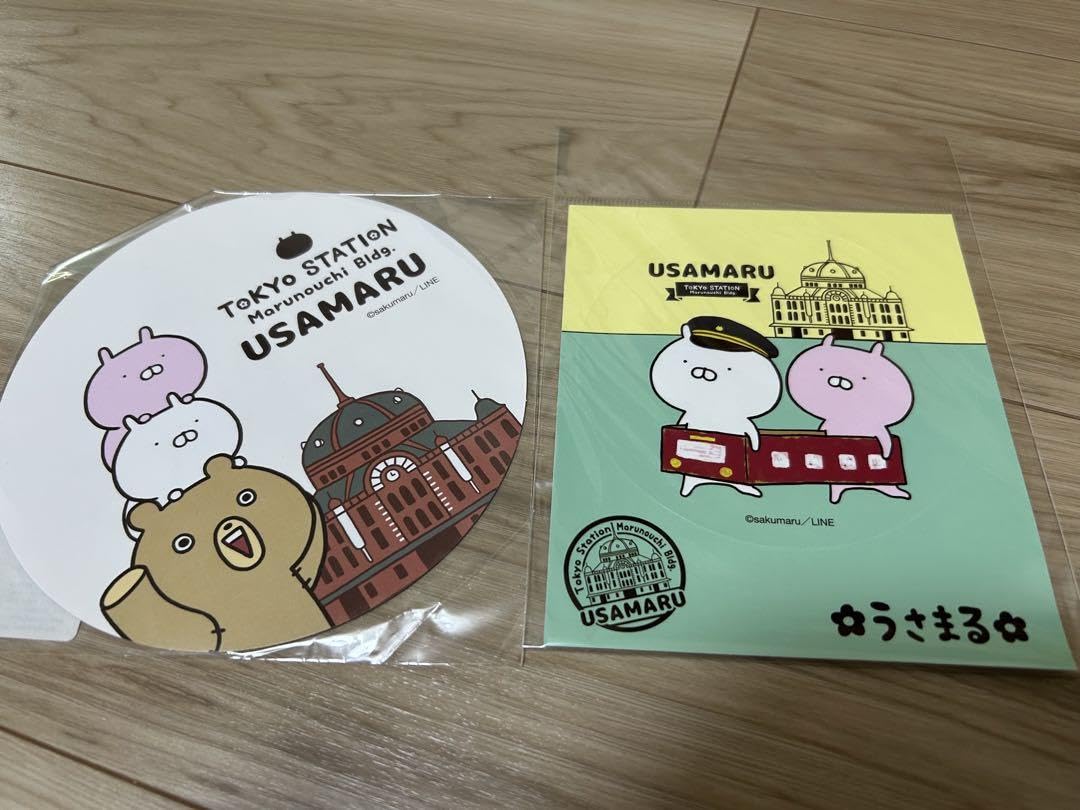 TOKYO STATION
Marunouchi Bldg.
USAMARU
©sakumaru／LINE
USAMARU
TOKYO STATION
Marunouchi Bldg.
©sakumaru／LINE
Tokyo Station Marunouchi Bldg.
USAMARU
✿うさまる✿